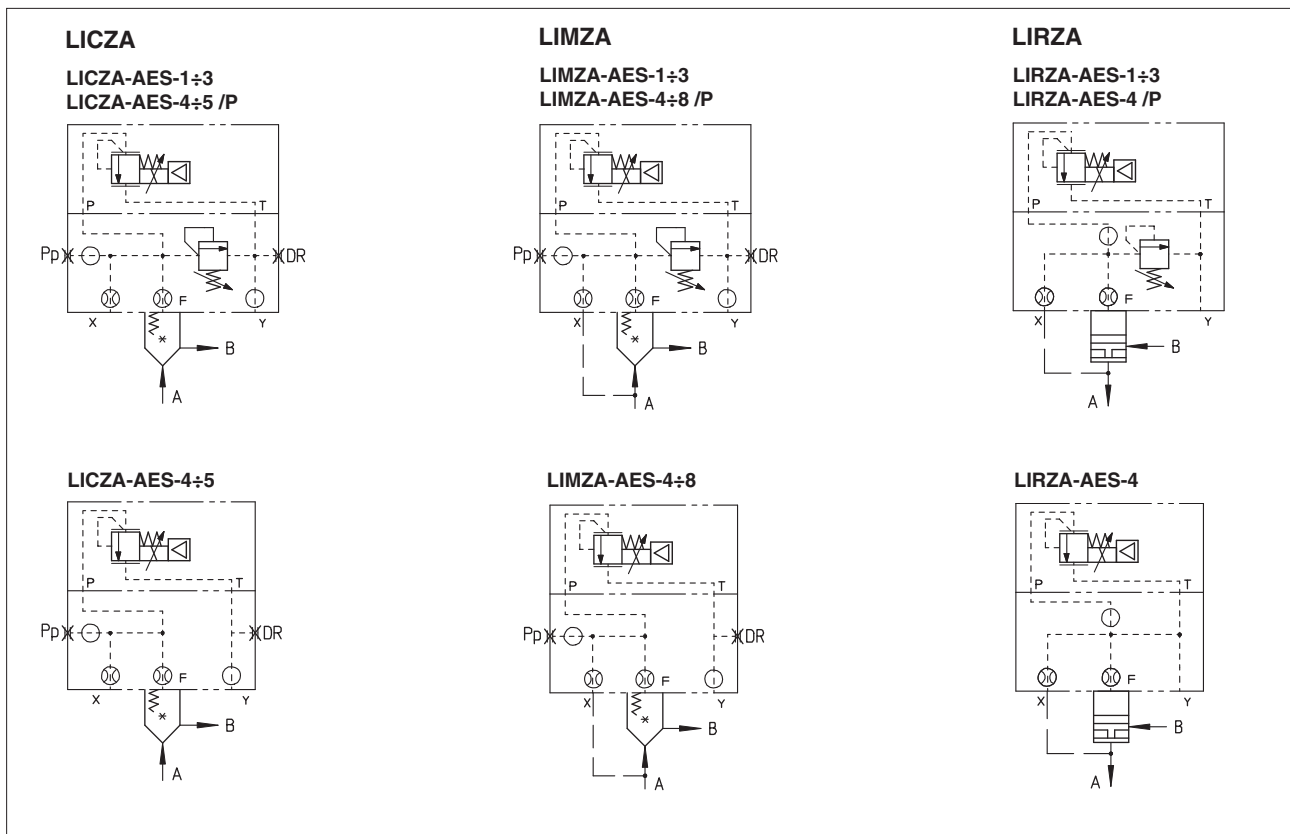 LICZA
LICZA-AES-1÷3
LICZA-AES-4÷5 /P
P
T
Pp
DR
F
X
Y
B
A
LIMZA
LIMZA-AES-1÷3
LIMZA-AES-4÷8 /P
P
T
Pp
DR
F
X
Y
B
A
LIRZA
LIRZA-AES-1÷3
LIRZA-AES-4 /P
P
T
F
X
Y
B
A
LICZA-AES-4÷5
P
T
Pp
DR
F
X
Y
B
A
LIMZA-AES-4÷8
P
T
Pp
DR
F
X
Y
B
A
LIRZA-AES-4
P
T
F
X
Y
B
A